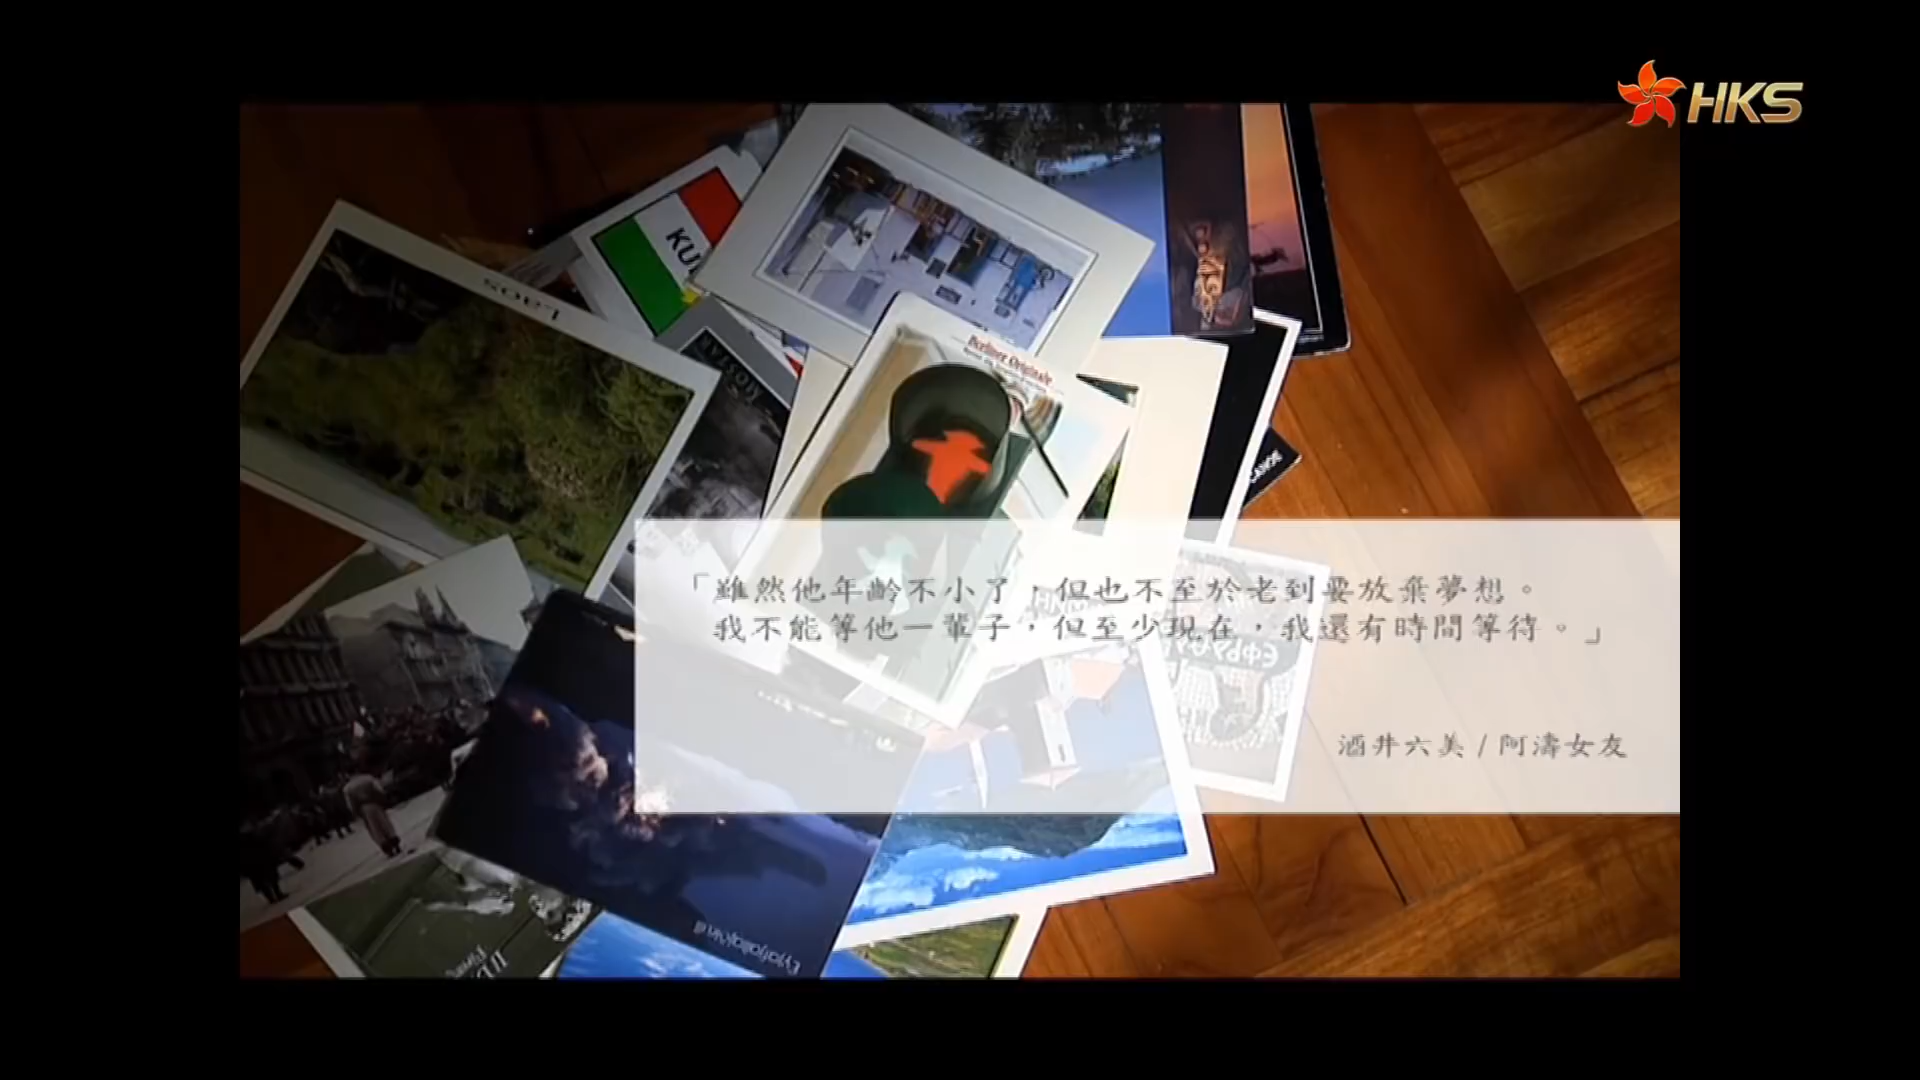 HKS
KU
Laos
MOSTAR
Berliner Originale
「雖然他年齡不小了，但也不至於老到要放棄夢想。
我不能等他一輩子，但至少現在，我還有時間等待。」
酒井六美 / 阿濤女友